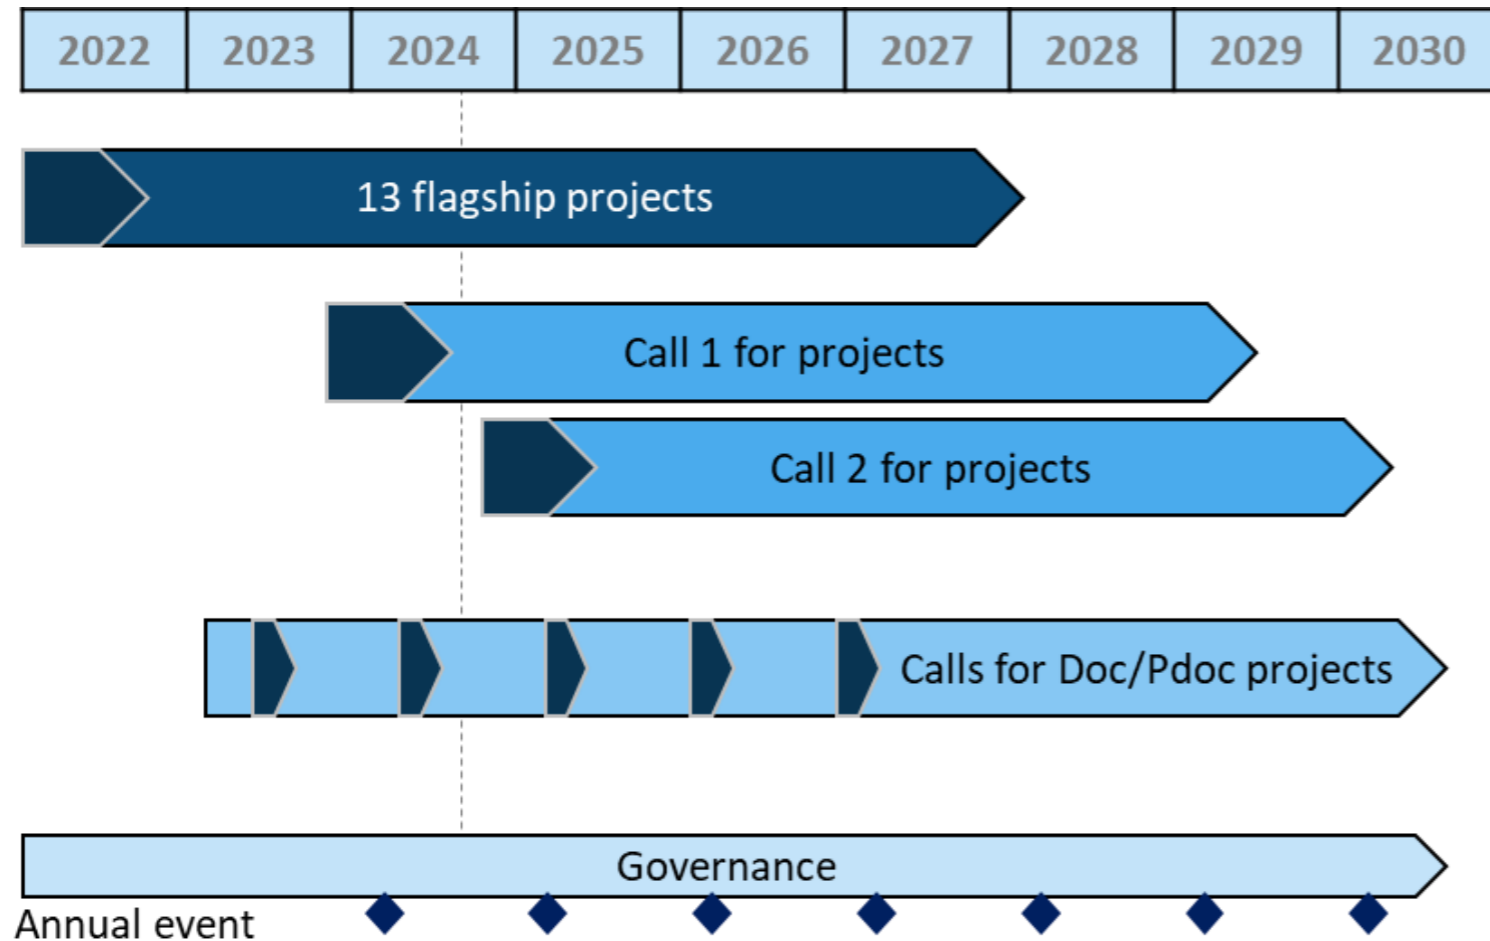 2022 2023 2024 2025 2026 2027 2028 2029 2030
13 flagship projects
Call 1 for projects
Call 2 for projects
Calls for Doc/Pdoc projects
Governance
Annual event